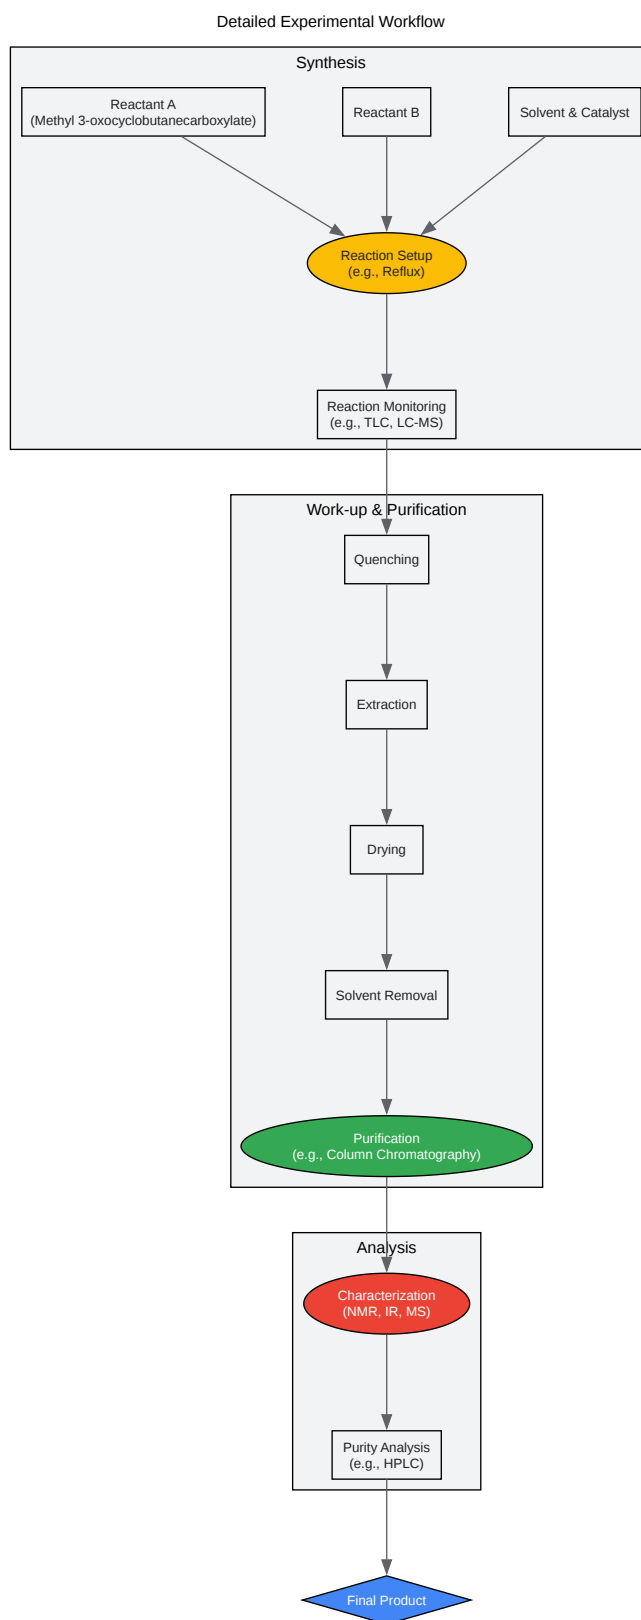 Detailed Experimental Workflow
Synthesis
Reactant A
(Methyl 3-oxocyclobutanecarboxylate)
Reactant B
Solvent & Catalyst
Reaction Setup
(e.g., Reflux)
Reaction Monitoring
(e.g., TLC, LC-MS)
Work-up & Purification
Quenching
Extraction
Drying
Solvent Removal
Purification
(e.g., Column Chromatography)
Analysis
Characterization
(NMR, IR, MS)
Purity Analysis
(e.g., HPLC)
Final Product